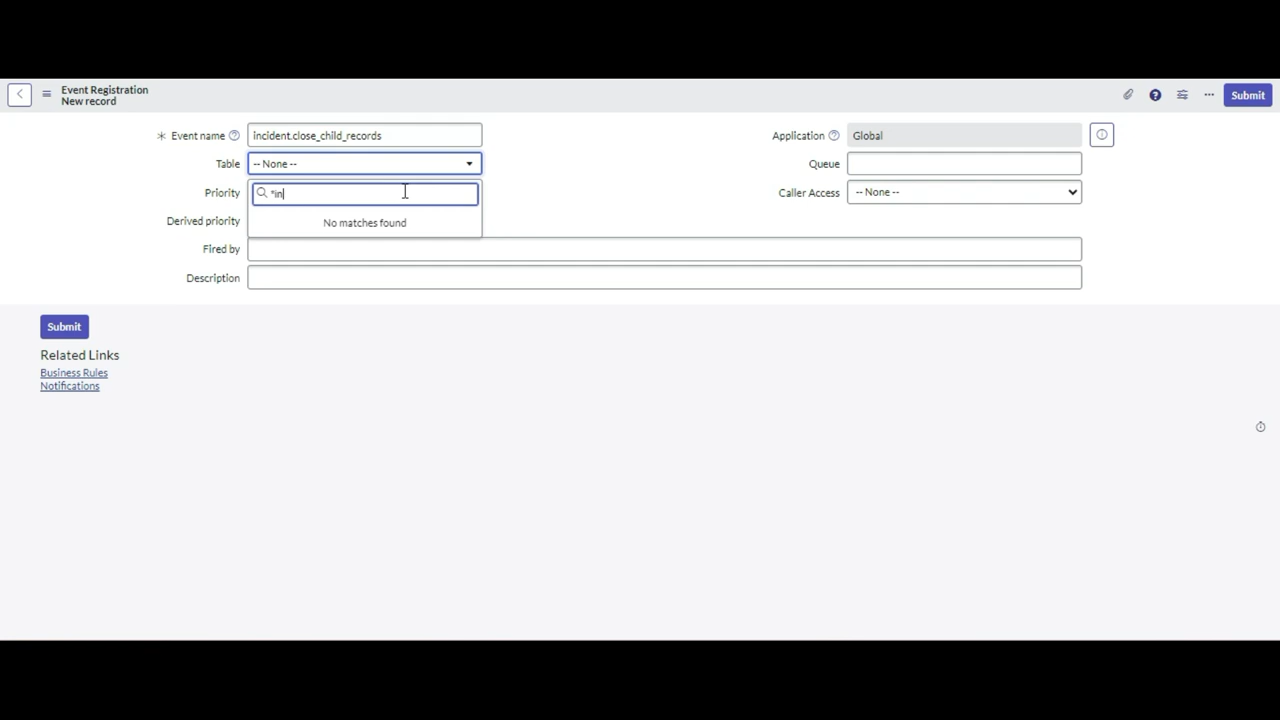 Event Registration
New record
Submit
Event name
incident.close_child_records
Application
Global
Table
-- None --
Queue
Priority
*in
Caller Access
-- None --
Derived priority
No matches found
Fired by
Description
Submit
Related Links
Business Rules
Notifications